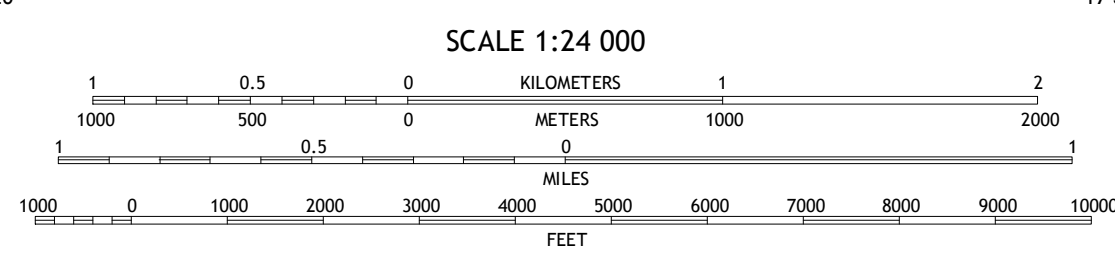 SCALE 1:24 000
1 0.5 0 KILOMETERS 1 2
1000 500 0 METERS 1000 2000
1 0.5 0 1
MILES
1000 0 1000 2000 3000 4000 5000 6000 7000 8000 9000 10000
FEET